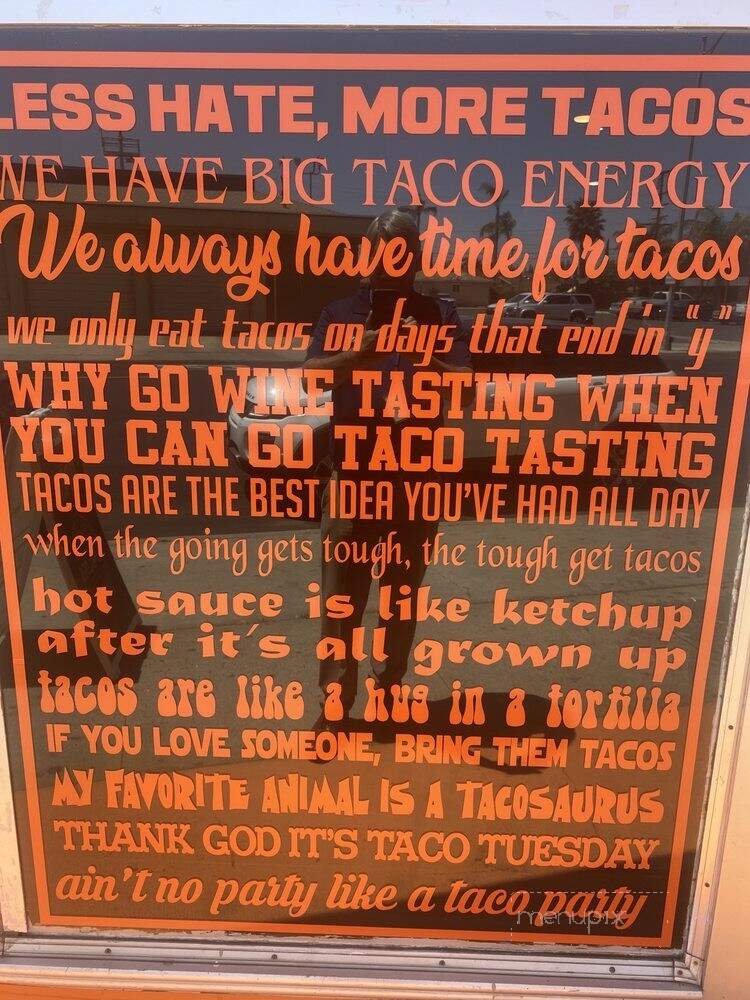 LESS HATE, MORE TACOS
WE HAVE BIG TACO ENERGY
We always have time for tacos
we only eat tacos on days that end in "y"
WHY GO WINE TASTING WHEN
YOU CAN GO TACO TASTING
TACOS ARE THE BEST IDEA YOU'VE HAD ALL DAY
when the going gets tough, the tough get tacos
hot sauce is like ketchup
after it's all grown up
tacos are like a hug in a tortilla
IF YOU LOVE SOMEONE, BRING THEM TACOS
MY FAVORITE ANIMAL IS A TACOSAURUS
THANK GOD IT'S TACO TUESDAY
ain't no party like a taco party
menupix